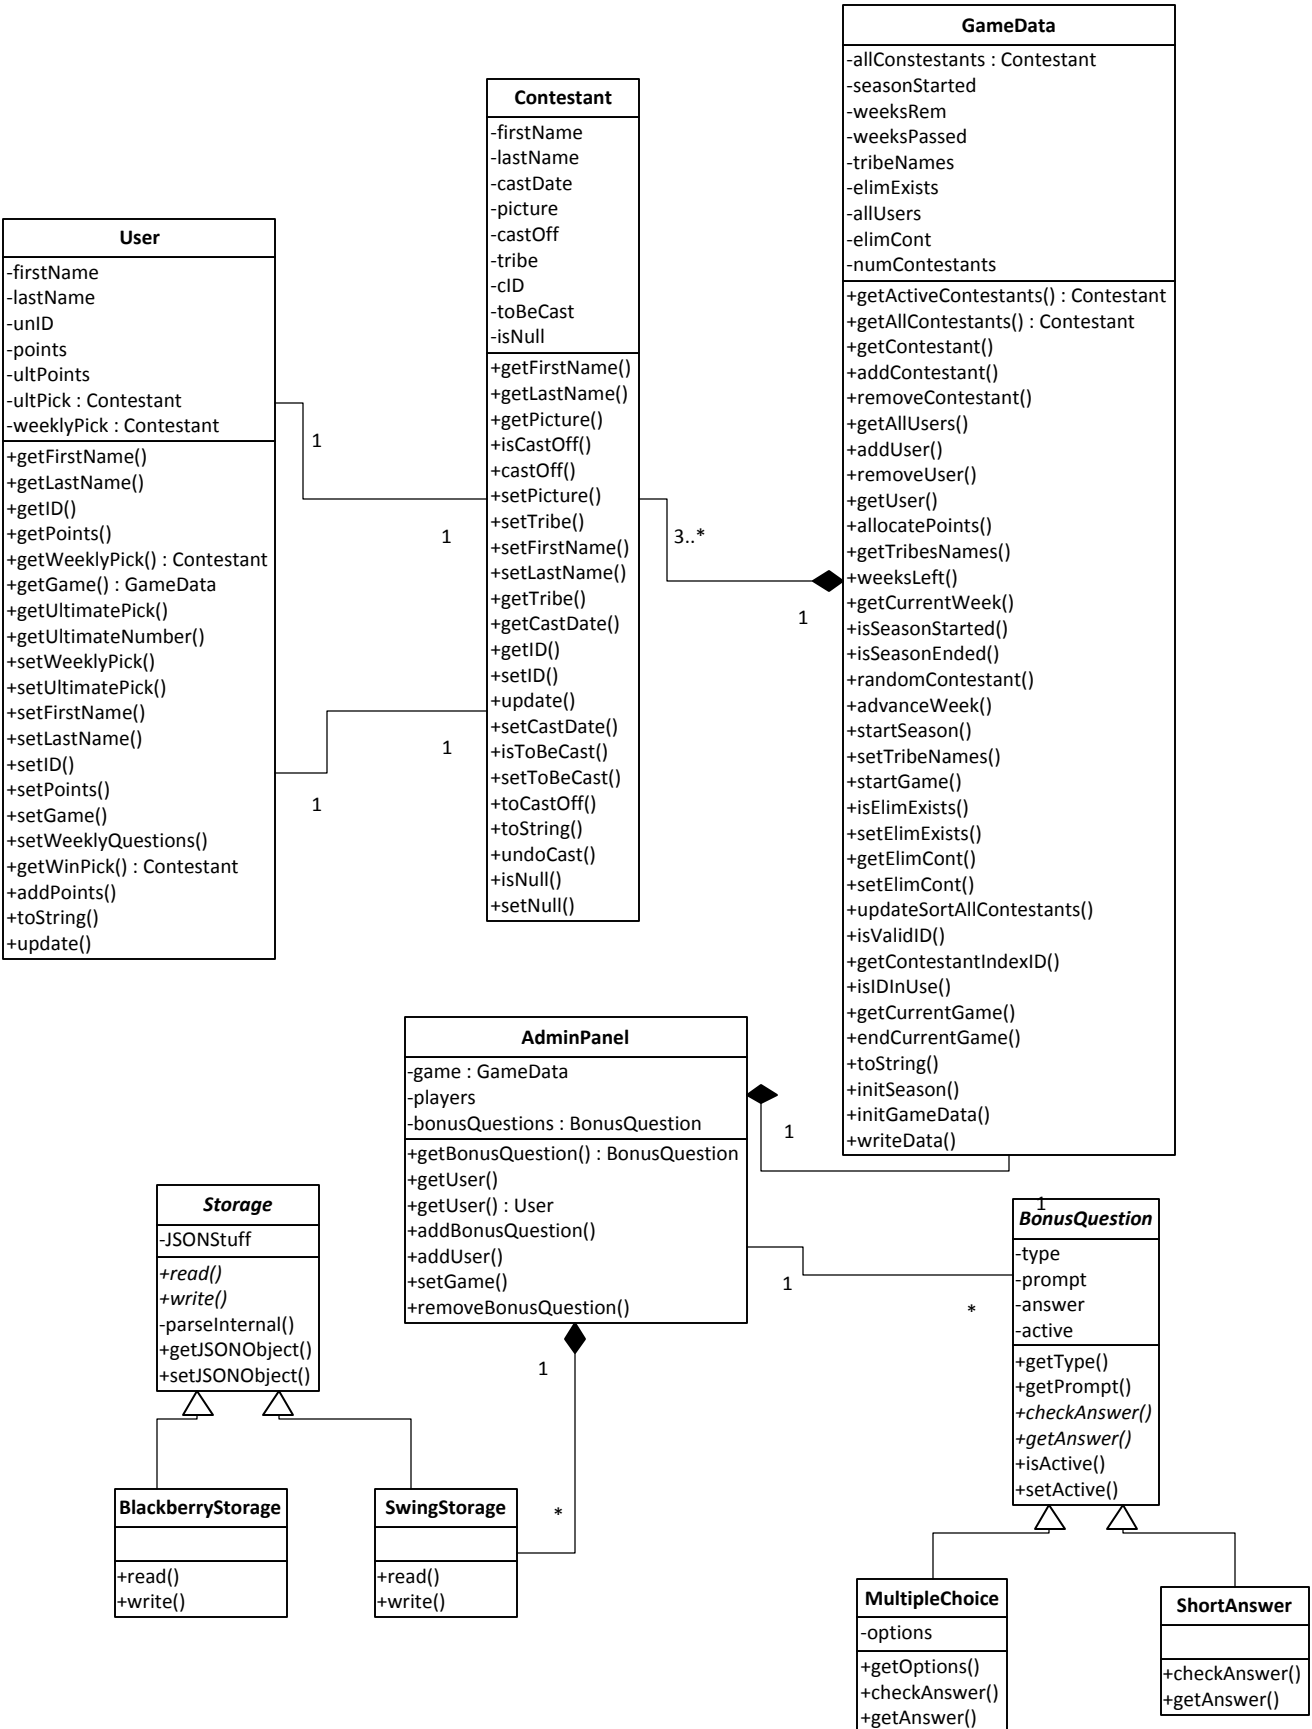 GameData
-allConstestants : Contestant
-seasonStarted
-weeksRem
-weeksPassed
-tribeNames
-elimExists
-allUsers
-elimCont
-numContestants
+getActiveContestants() : Contestant
+getAllContestants() : Contestant
+getContestant()
+addContestant()
+removeContestant()
+getAllUsers()
+addUser()
+removeUser()
+getUser()
+allocatePoints()
+getTribesNames()
+weeksLeft()
+getCurrentWeek()
+isSeasonStarted()
+isSeasonEnded()
+randomContestant()
+advanceWeek()
+startSeason()
+setTribeNames()
+startGame()
+isElimExists()
+setElimExists()
+getElimCont()
+setElimCont()
+updateSortAllContestants()
+isValidID()
+getContestantIndexID()
+isIDInUse()
+getCurrentGame()
+endCurrentGame()
+toString()
+initSeason()
+initGameData()
+writeData()
Contestant
-firstName
-lastName
-castDate
-picture
-castOff
-tribe
-cID
-toBeCast
-isNull
+getFirstName()
+getLastName()
+getPicture()
+isCastOff()
+castOff()
+setPicture()
+setTribe()
+setFirstName()
+setLastName()
+getTribe()
+getCastDate()
+getID()
+setID()
+update()
+setCastDate()
+isToBeCast()
+setToBeCast()
+toCastOff()
+toString()
+undoCast()
+isNull()
+setNull()
User
-firstName
-lastName
-unID
-points
-ultPoints
-ultPick : Contestant
-weeklyPick : Contestant
+getFirstName()
+getLastName()
+getID()
+getPoints()
+getWeeklyPick() : Contestant
+getGame() : GameData
+getUltimatePick()
+getUltimateNumber()
+setWeeklyPick()
+setUltimatePick()
+setFirstName()
+setLastName()
+setID()
+setPoints()
+setGame()
+setWeeklyQuestions()
+getWinPick() : Contestant
+addPoints()
+toString()
+update()
1
1
1
1
3..*
1
AdminPanel
-game : GameData
-players
-bonusQuestions : BonusQuestion
+getBonusQuestion() : BonusQuestion
+getUser()
+getUser() : User
+addBonusQuestion()
+addUser()
+setGame()
+removeBonusQuestion()
1
1
1
*
1
*
Storage
-JSONStuff
+read()
+write()
-parseInternal()
+getJSONObject()
+setJSONObject()
BonusQuestion
-type
-prompt
-answer
-active
+getType()
+getPrompt()
+checkAnswer()
+getAnswer()
+isActive()
+setActive()
BlackberryStorage
+read()
+write()
SwingStorage
+read()
+write()
MultipleChoice
-options
+getOptions()
+checkAnswer()
+getAnswer()
ShortAnswer
+checkAnswer()
+getAnswer()